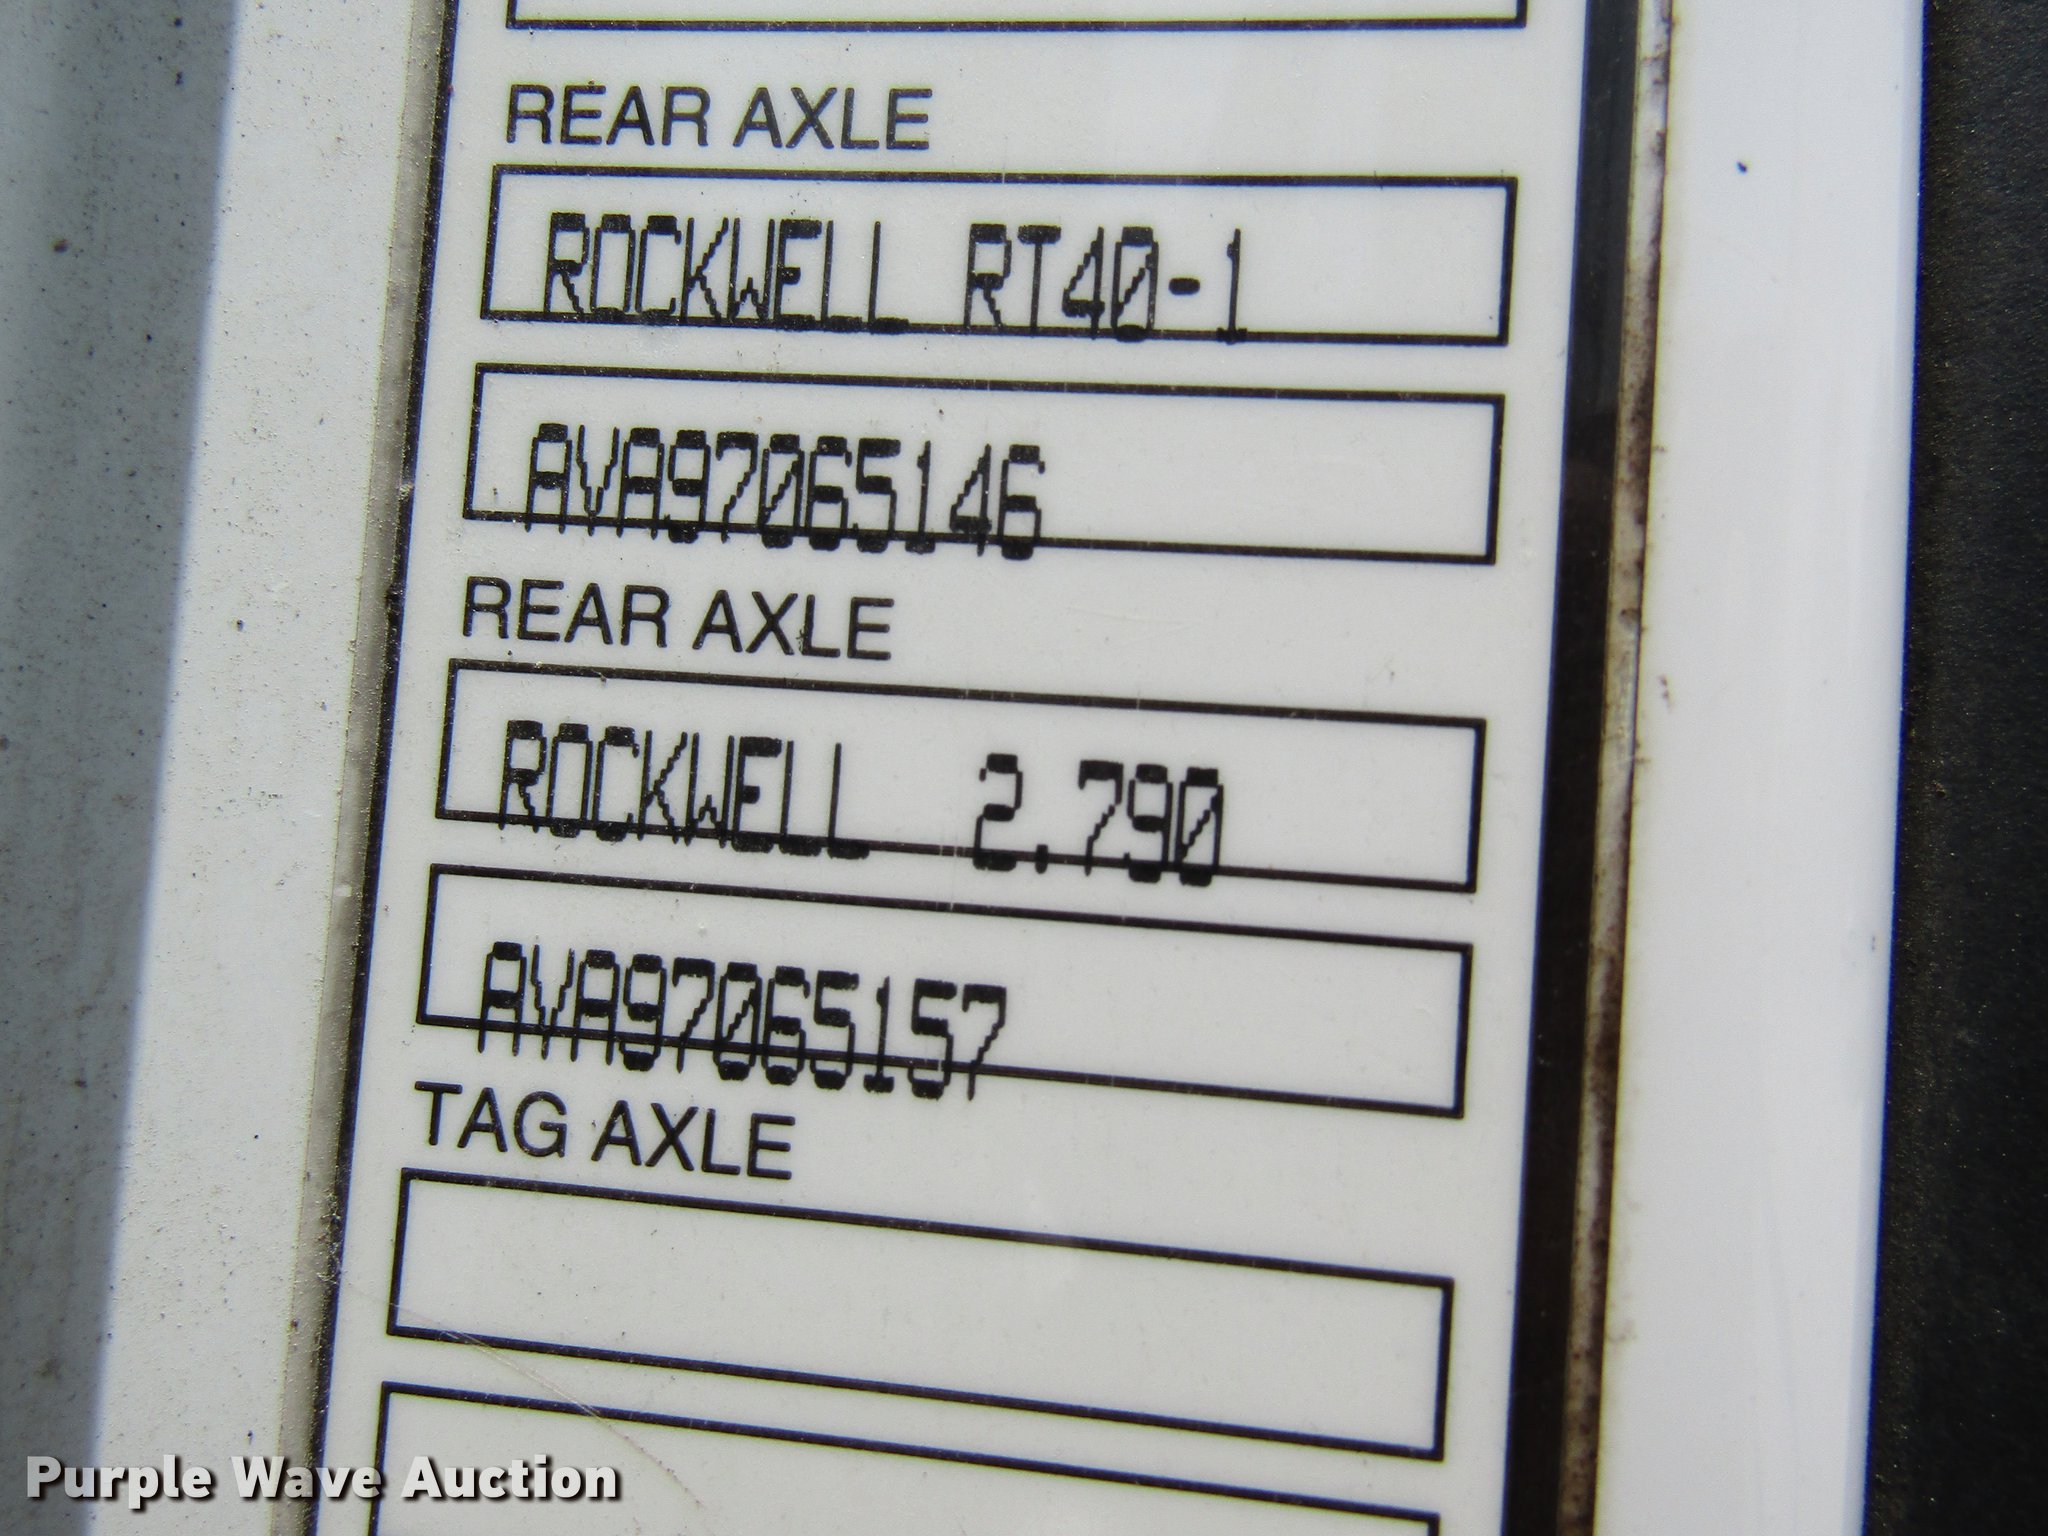 REAR AXLE
ROCKWELL RT40-1
AVA97065146
REAR AXLE
ROCKWELL 2.790
AVA97065157
TAG AXLE
Purple Wave Auction